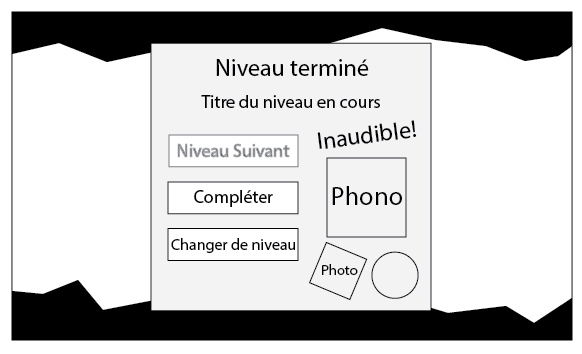 Niveau terminé
Titre du niveau en cours
Inaudible!
Niveau Suivant
Compléter
Phono
Changer de niveau
Photo